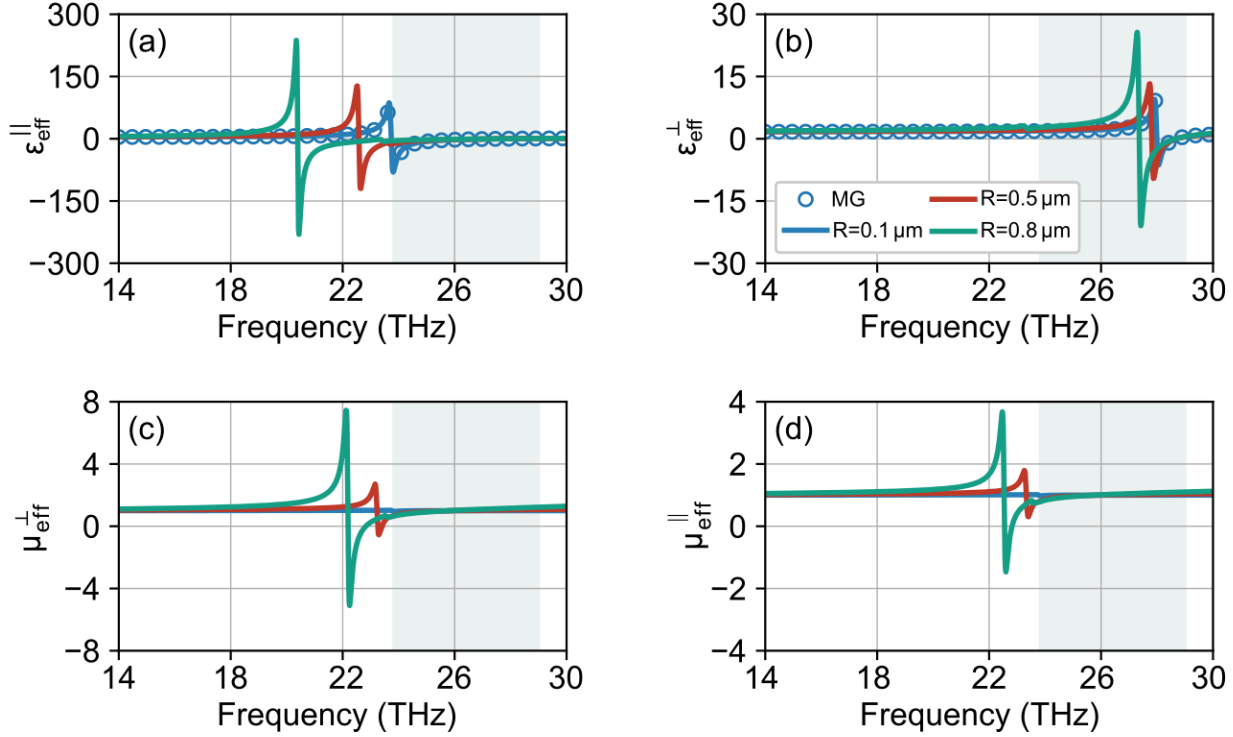 (a)
300
150
0
−150
−300
ε∥eff
14 18 22 26 30
Frequency (THz)
(b)
30
15
0
−15
−30
ε⊥eff
MG
R=0.1 μm
R=0.5 μm
R=0.8 μm
14 18 22 26 30
Frequency (THz)
(c)
8
4
0
−4
−8
μ⊥eff
14 18 22 26 30
Frequency (THz)
(d)
4
2
0
−2
−4
μ∥eff
14 18 22 26 30
Frequency (THz)